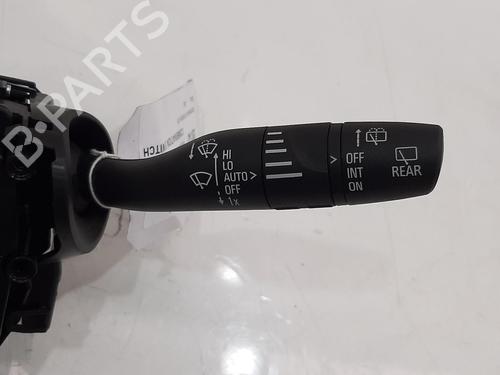 B-PARTS
HI
LO
AUTO >
OFF
1x
>
OFF
INT
ON
REAR